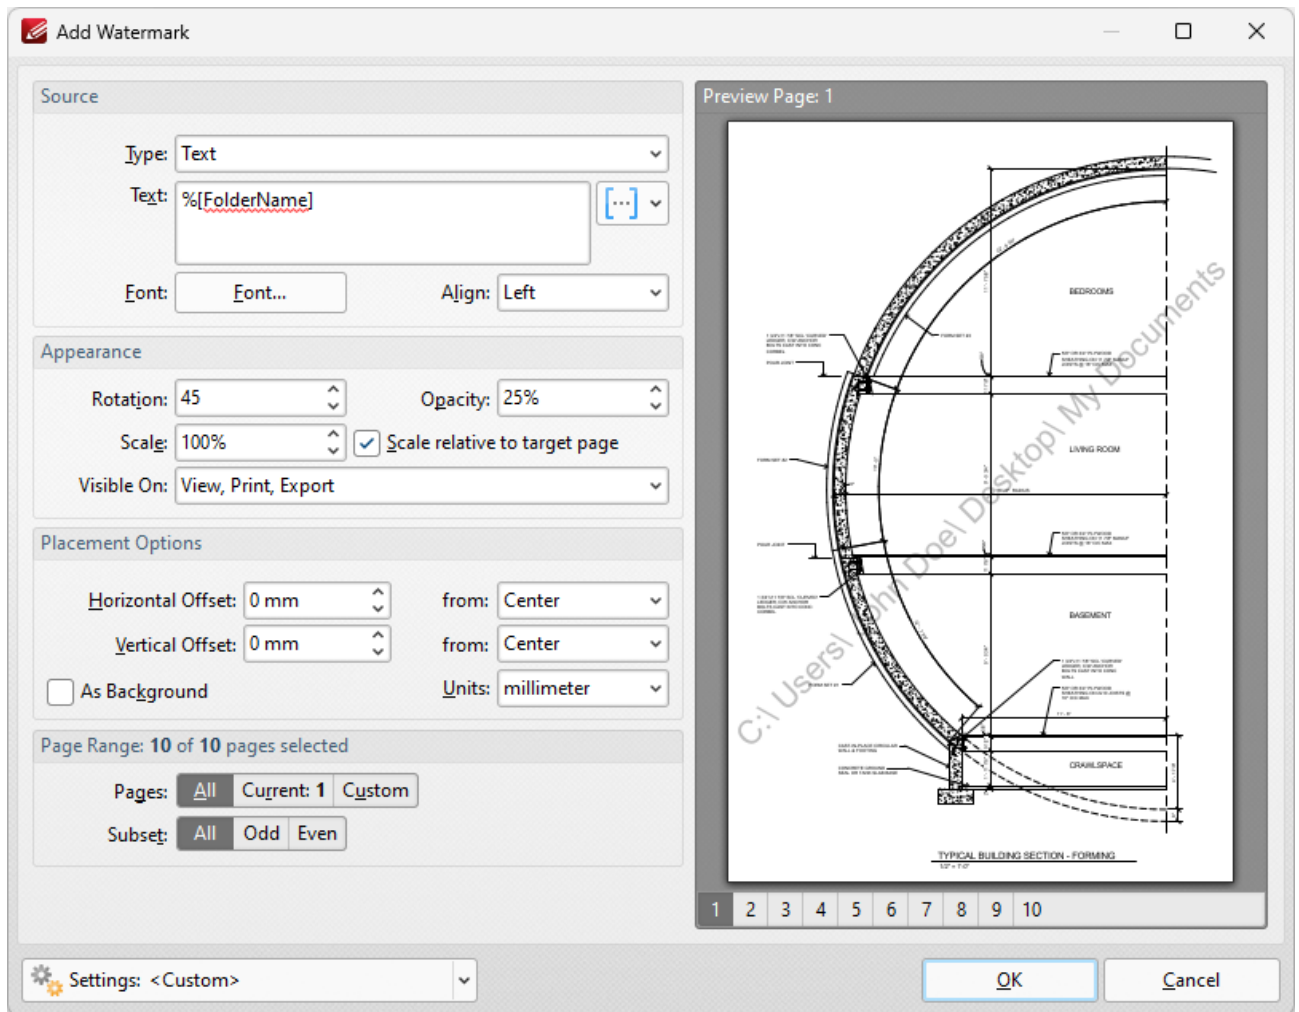 Add Watermark
Source
Type: Text
Text: %[FolderName]
Font: Font...
Align: Left
Appearance
Rotation: 45
Opacity: 25%
Scale: 100%
Scale relative to target page
Visible On: View, Print, Export
Placement Options
Horizontal Offset: 0 mm
from: Center
Vertical Offset: 0 mm
from: Center
As Background
Units: millimeter
Page Range: 10 of 10 pages selected
Pages: All Current: 1 Custom
Subset: All Odd Even
Preview Page: 1
BEDROOMS
LIVING ROOM
BASEMENT
CRAWLSPACE
C:\ Users\ John Doe\ Desktop\ My Documents
TYPICAL BUILDING SECTION - FORMING
1 2 3 4 5 6 7 8 9 10
Settings: <Custom>
OK
Cancel